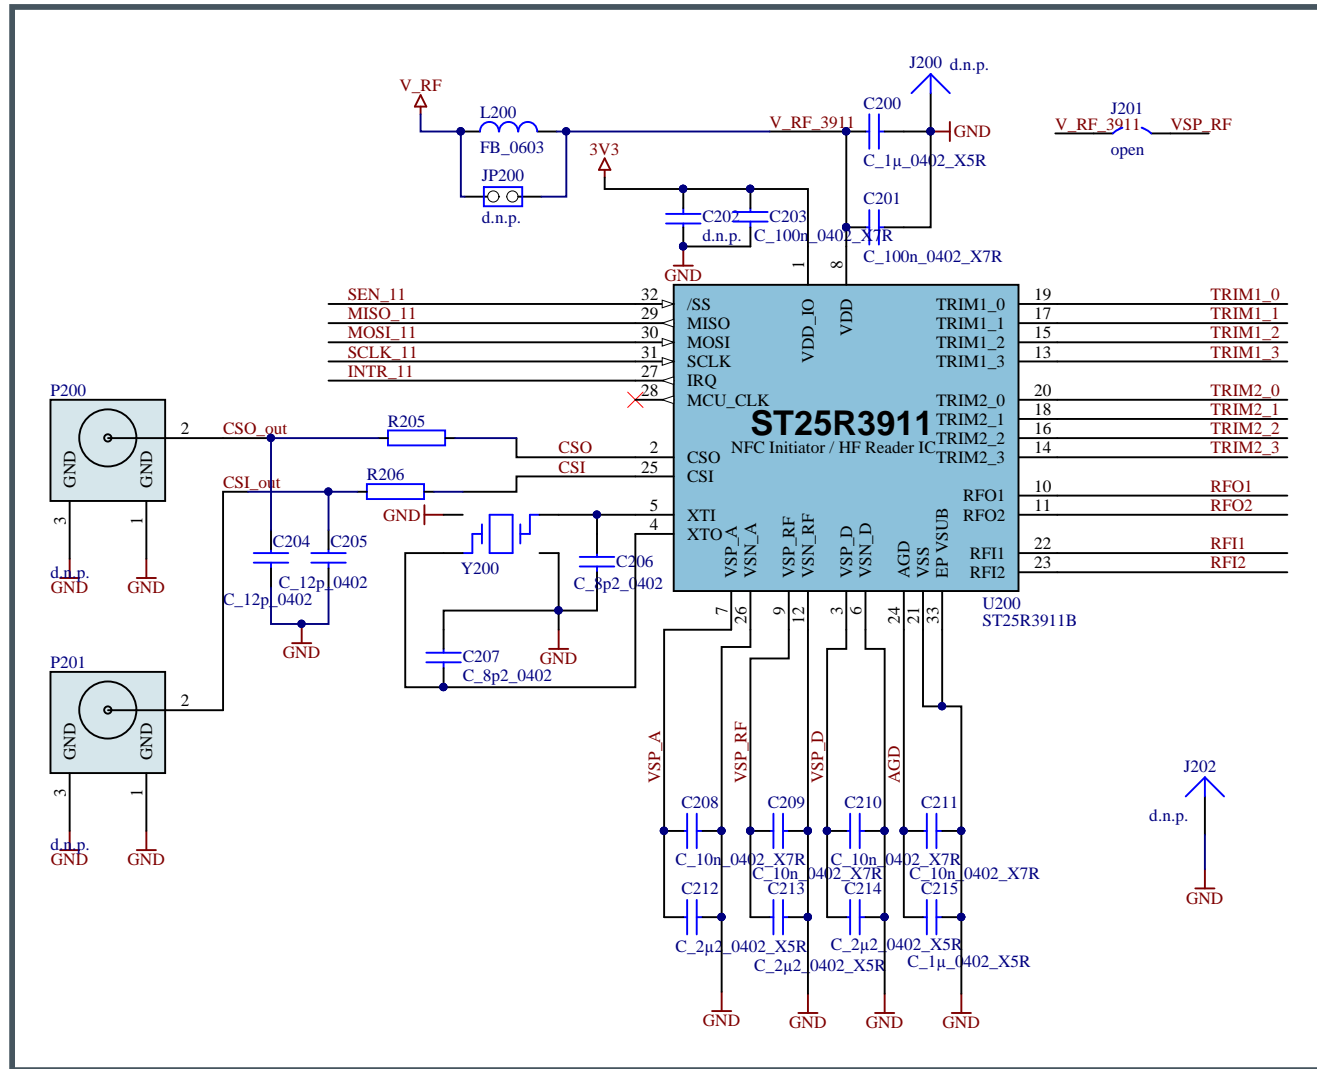 J200 d.n.p.
V_RF
C200
J201
L200
V_RF_3911
GND
V_RF_3911
VSP_RF
FB_0603
3V3
C_1µ_0402_X5R
open
JP200
d.n.p.
C201
C202
C203
d.n.p.
C_100n_0402_X7R
C_100n_0402_X7R
GND
1
8
SEN_11
32
/SS
VDD_IO
VDD
TRIM1_0
19
TRIM1_0
MISO_11
29
MISO
TRIM1_1
17
TRIM1_1
MOSI_11
30
MOSI
TRIM1_2
15
TRIM1_2
SCLK_11
31
SCLK
TRIM1_3
13
TRIM1_3
INTR_11
27
IRQ
28
MCU_CLK
TRIM2_0
20
TRIM2_0
TRIM2_1
18
TRIM2_1
TRIM2_2
16
TRIM2_2
TRIM2_3
14
TRIM2_3
ST25R3911
NFC Initiator / HF Reader IC
P200
GND
GND
2
3
1
d.n.p.
GND
GND
CSO_out
R205
CSO
2
CSO
CSI_out
R206
CSI
25
CSI
RFO1
10
RFO1
RFO2
11
RFO2
GND
5
XTI
4
XTO
Y200
C204
C205
C_12p_0402
C_12p_0402
GND
C206
C_8p2_0402
VSP_A
VSN_A
VSP_RF
VSN_RF
VSP_D
VSN_D
AGD
VSS
EP VSUB
RFI1
22
RFI1
RFI2
23
RFI2
U200
ST25R3911B
7
26
9
12
3
6
24
21
33
C207
C_8p2_0402
GND
P201
GND
GND
2
3
1
d.n.p.
GND
GND
VSP_A
VSP_RF
VSP_D
AGD
J202
d.n.p.
GND
C208
C209
C210
C211
C_10n_0402_X7R
C_10n_0402_X7R
C_10n_0402_X7R
C_10n_0402_X7R
C212
C213
C214
C215
C_2µ2_0402_X5R
C_2µ2_0402_X5R
C_2µ2_0402_X5R
C_1µ_0402_X5R
GND
GND
GND
GND